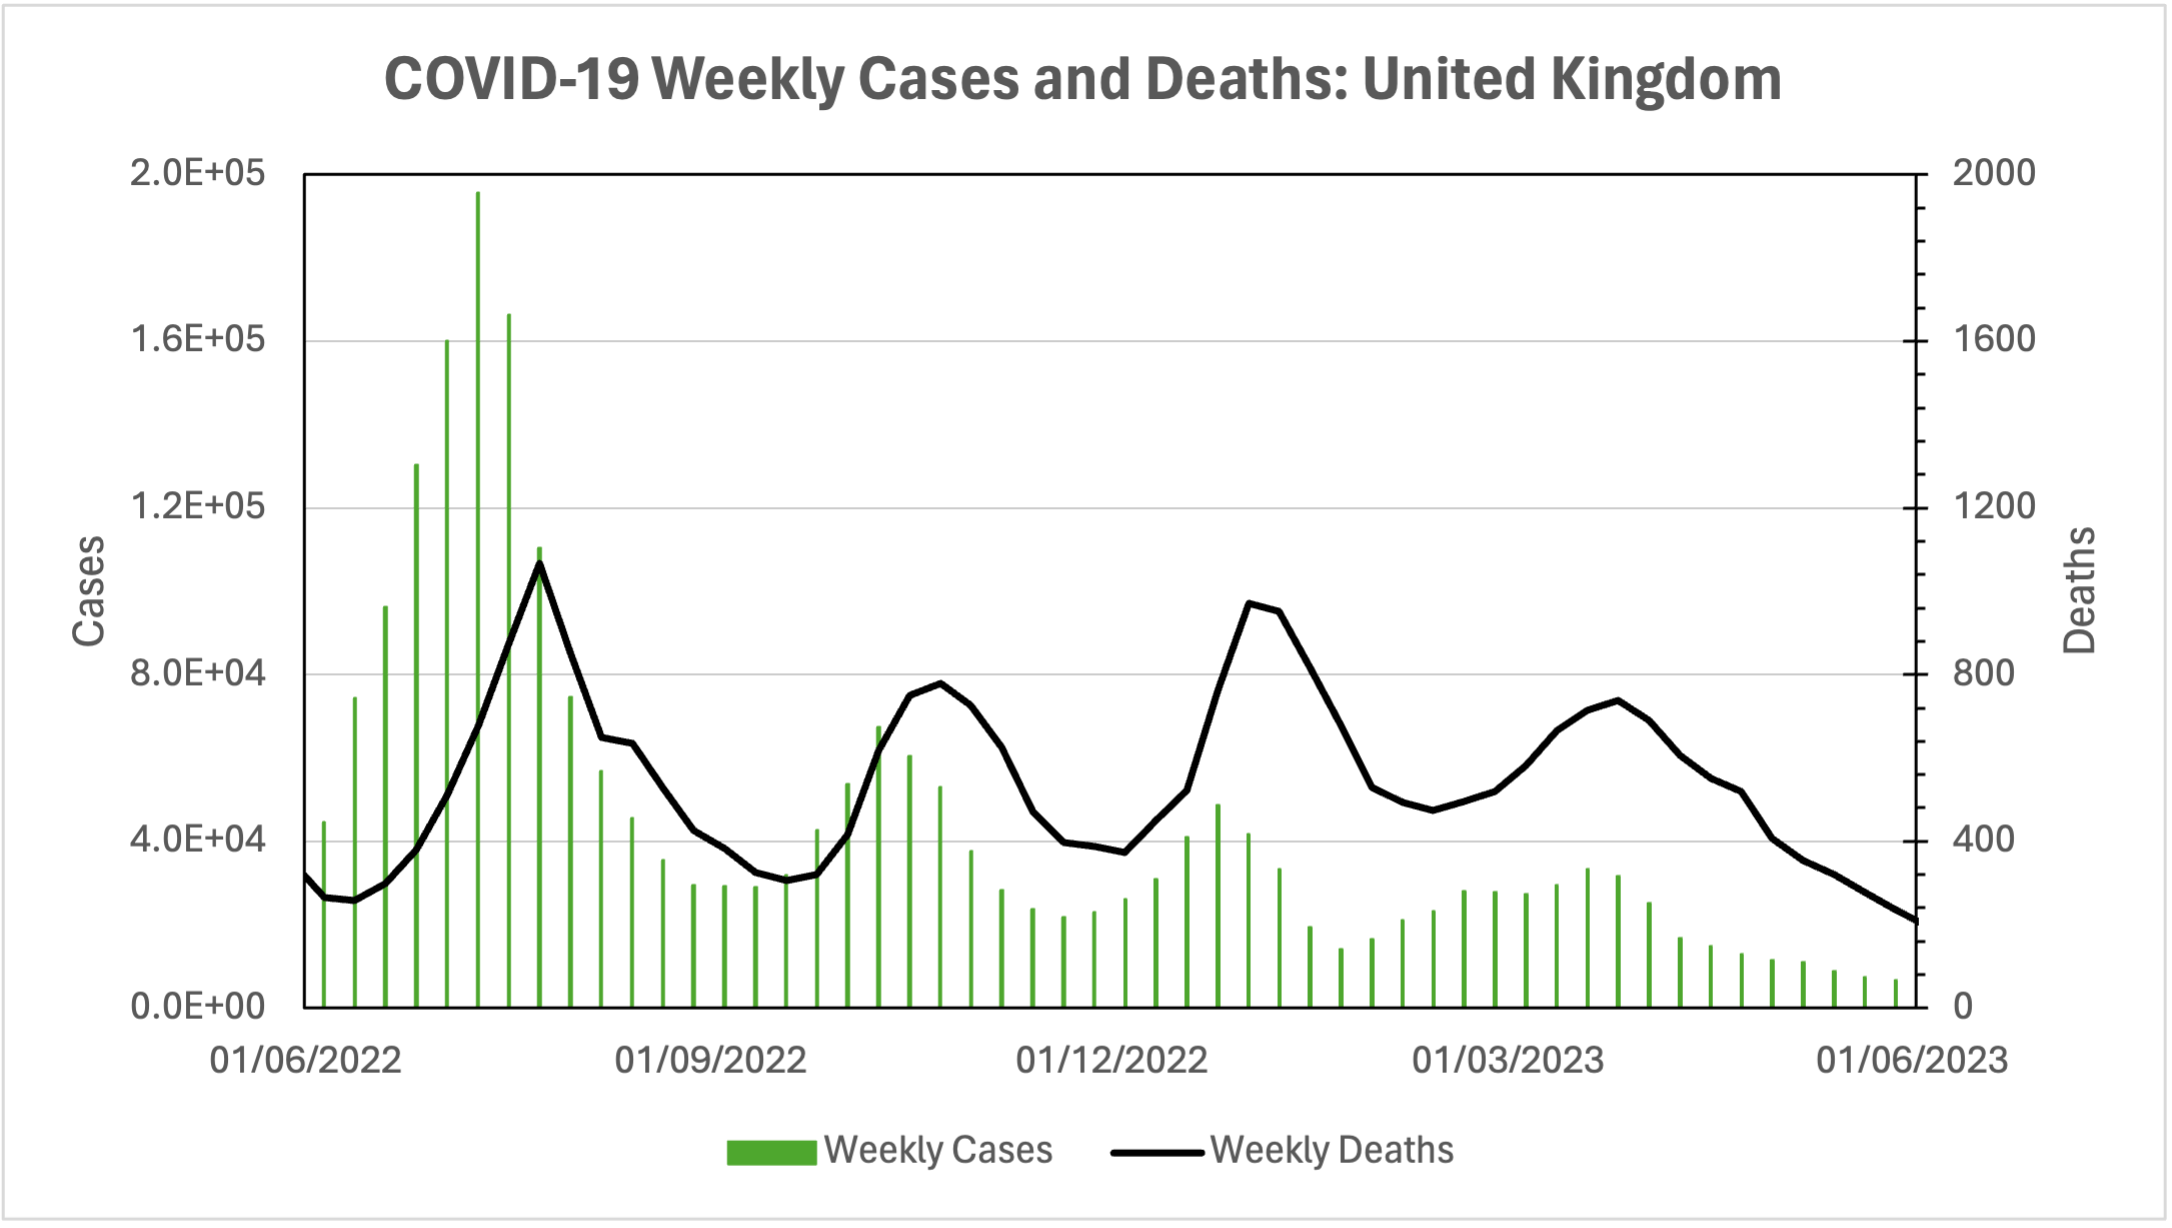 COVID-19 Weekly Cases and Deaths: United Kingdom
2.0E+05
1.6E+05
1.2E+05
8.0E+04
4.0E+04
0.0E+00
Cases
2000
1600
1200
800
400
0
Deaths
01/06/2022
01/09/2022
01/12/2022
01/03/2023
01/06/2023
Weekly Cases
Weekly Deaths